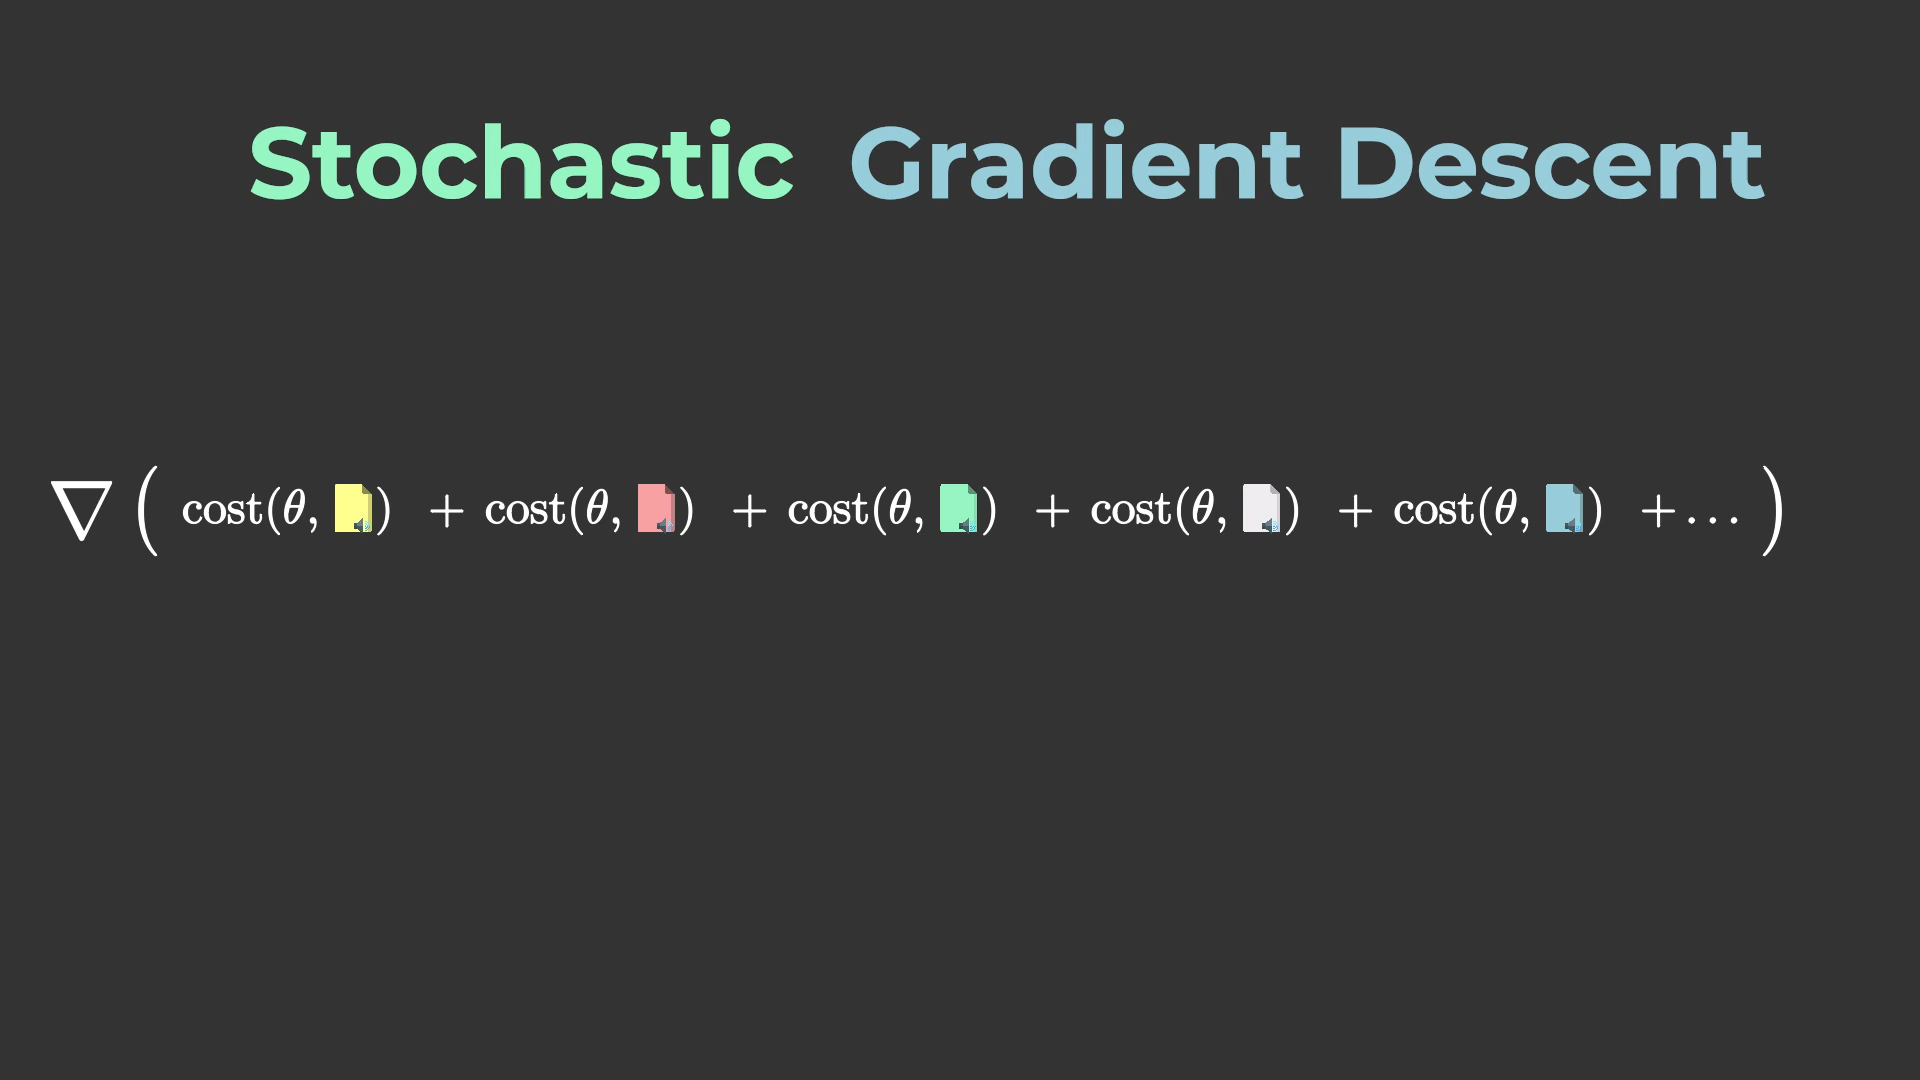 Stochastic Gradient Descent
∇ ( cost(θ, ) + cost(θ, ) + cost(θ, ) + cost(θ, ) + cost(θ, ) + ... )